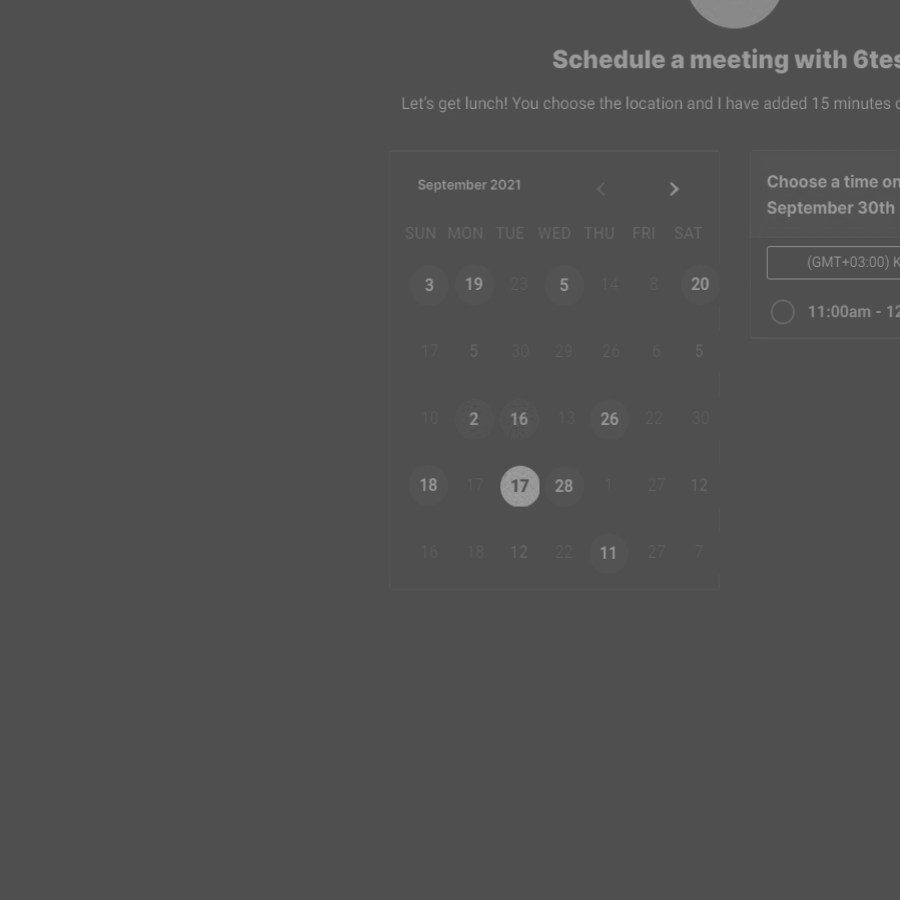 Schedule a meeting with 6tes
Let's get lunch! You choose the location and I have added 15 minutes
September 2021
SUN MON TUE WED THU FRI SAT
3 19 23 5 14 8 20
17 5 30 29 26 6 5
10 2 16 13 26 22 30
18 17 17 28 1 27 12
16 18 12 22 11 27 7
Choose a time on
September 30th
(GMT+03:00) K
11:00am - 12